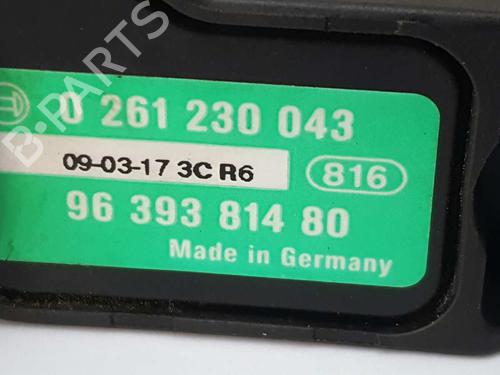 B-PARTS
0 261 230 043
09-03-17 3C R6
816
96 393 814 80
Made in Germany